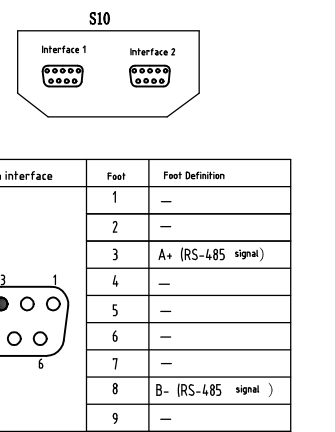 S10
Interface 1 Interface 2
interface Foot Foot Definition
1 —
2 —
3 A+ (RS-485 signal)
4 —
5 —
6 —
7 —
8 B- (RS-485 signal )
9 —
3 1
6